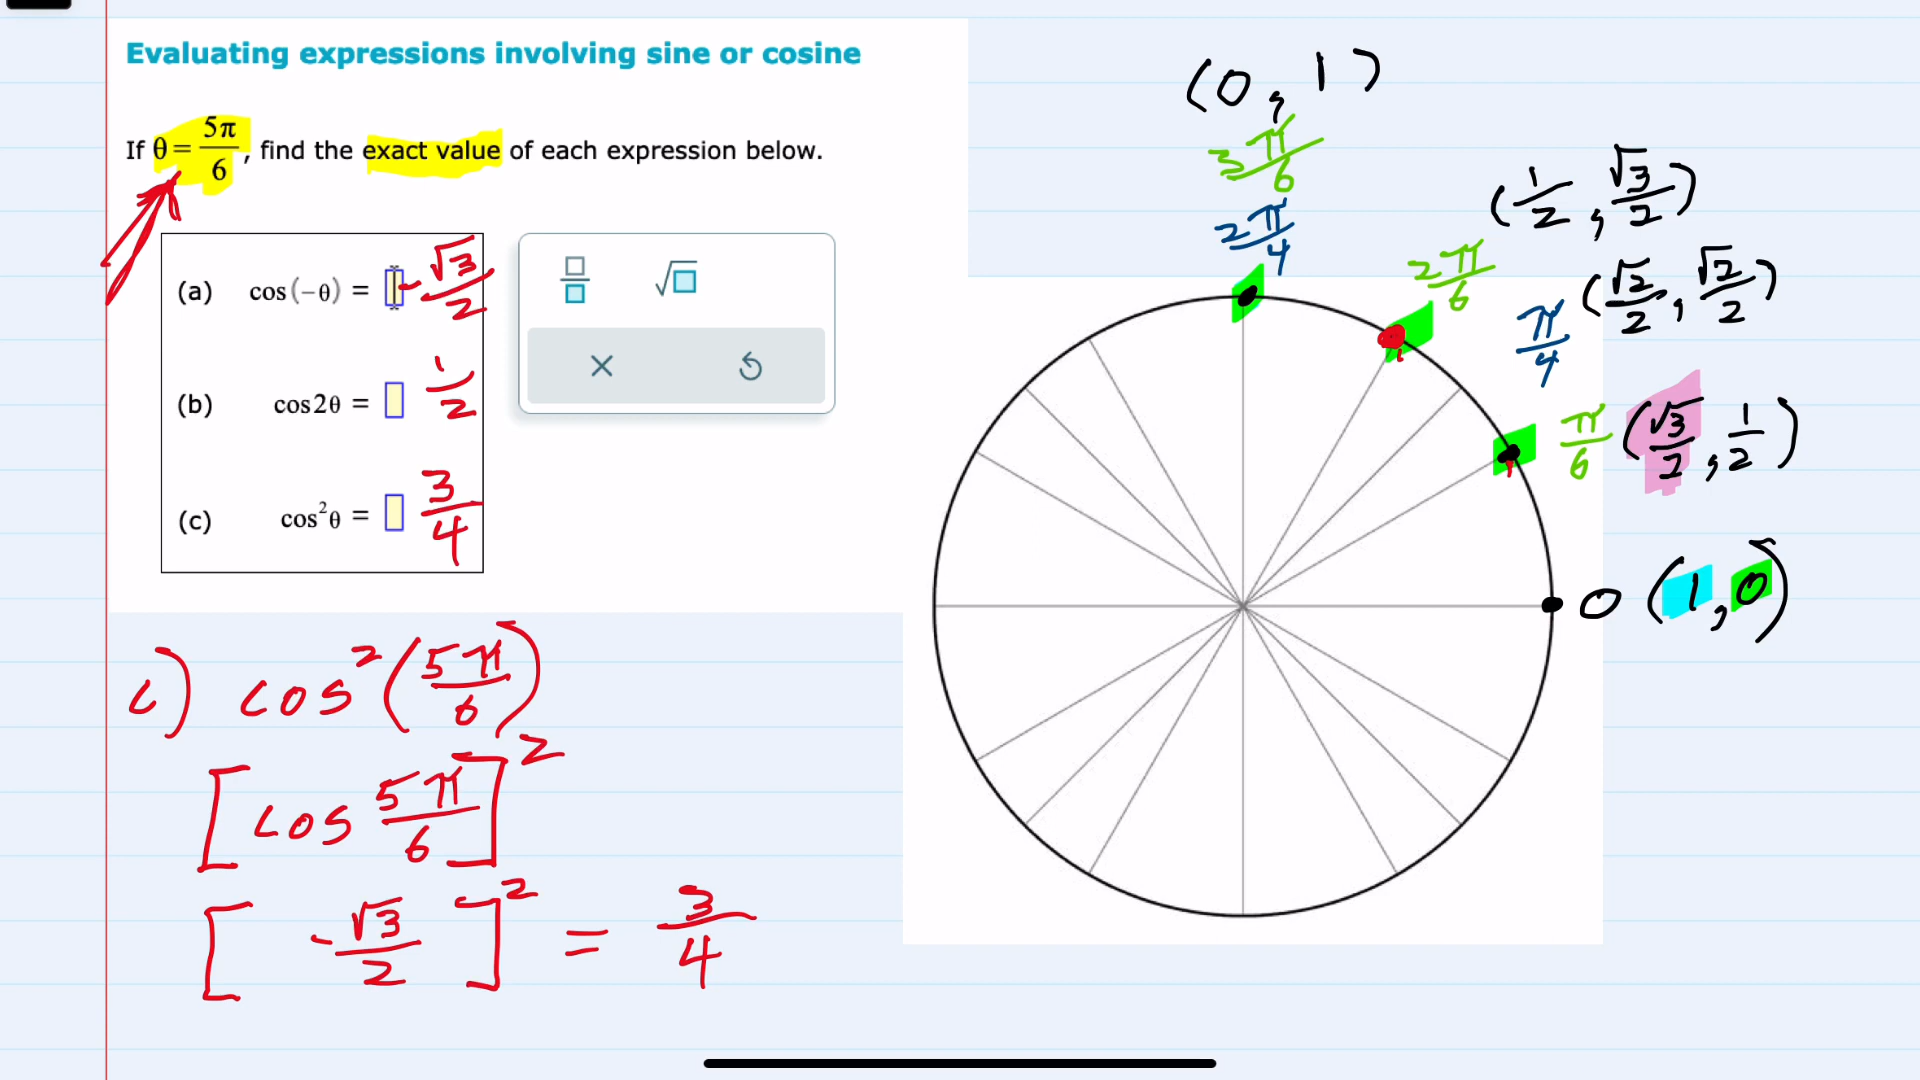 Evaluating expressions involving sine or cosine
If θ = 5π/6, find the exact value of each expression below.
(a) cos(−θ) = -√3/2
(b) cos2θ = 1/2
(c) cos²θ = 3/4
c) cos²(5π/6)
[cos 5π/6]²
[-√3/2]² = 3/4
(0, 1)
3π/6
2π/4
(1/2, √3/2)
2π/6
π/4 (√2/2, √2/2)
π/6 (√3/2, 1/2)
0 (1, 0)